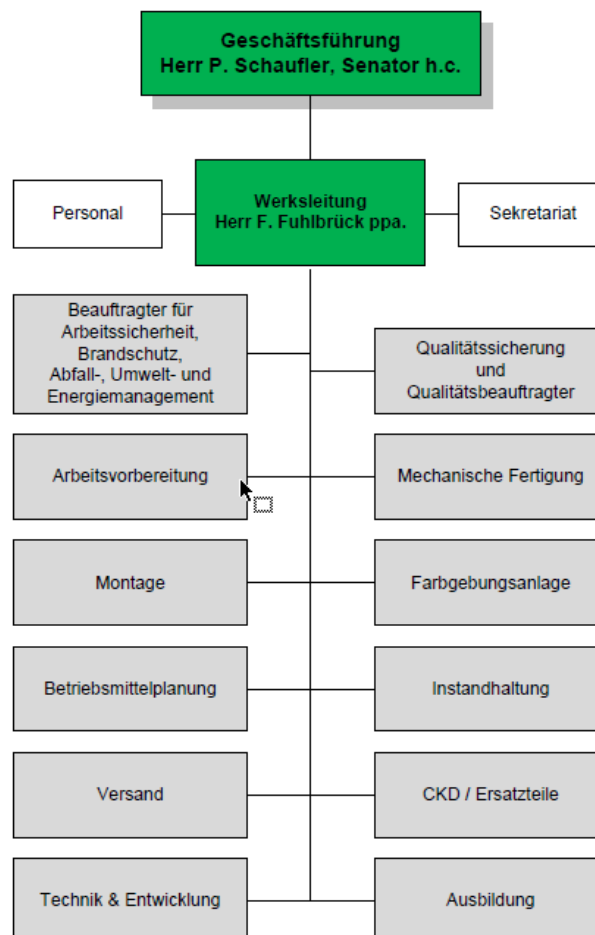 Geschäftsführung
Herr P. Schaufler, Senator h.c.
Personal
Werksleitung
Herr F. Fuhlbrück ppa.
Sekretariat
Beauftragter für
Arbeitssicherheit,
Brandschutz,
Abfall-, Umwelt- und
Energiemanagement
Qualitätssicherung
und
Qualitätsbeauftragter
Arbeitsvorbereitung
Mechanische Fertigung
Montage
Farbgebungsanlage
Betriebsmittelplanung
Instandhaltung
Versand
CKD / Ersatzteile
Technik & Entwicklung
Ausbildung